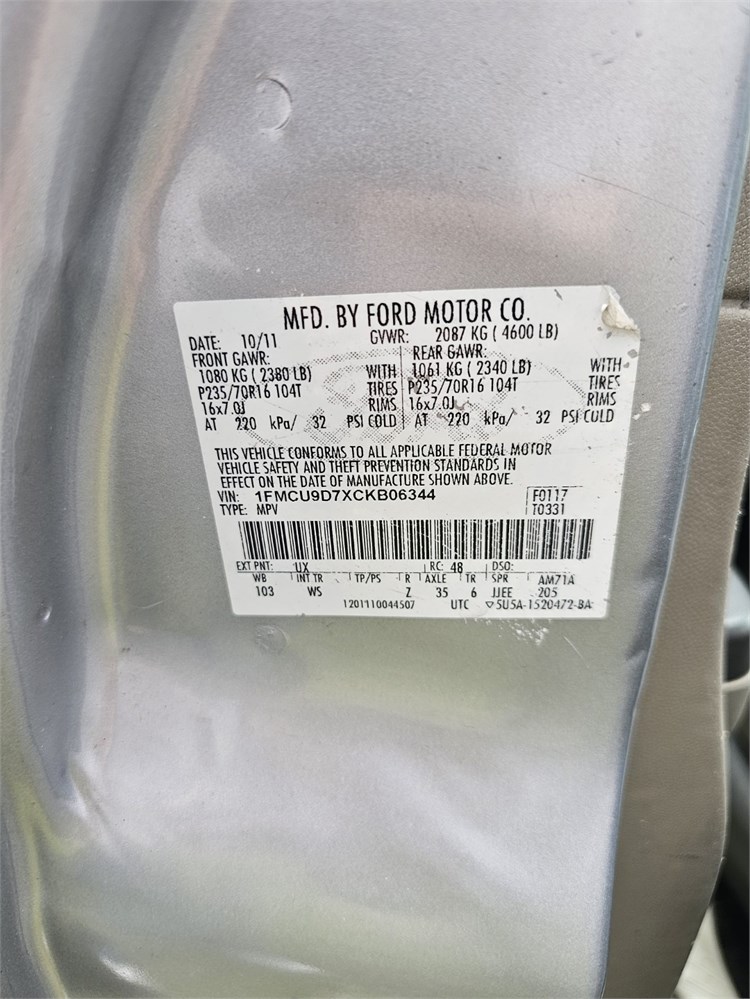 MFD. BY FORD MOTOR CO.
DATE: 10/11 GVWR: 2087 KG ( 4600 LB)
FRONT GAWR: REAR GAWR:
1080 KG ( 2380 LB) WITH 1061 KG ( 2340 LB) WITH
P235/70R16 104T TIRES P235/70R16 104T TIRES
16x7.0J RIMS 16x7.0J RIMS
AT 220 kPa/ 32 PSI COLD AT 220 kPa/ 32 PSI COLD
THIS VEHICLE CONFORMS TO ALL APPLICABLE FEDERAL MOTOR
VEHICLE SAFETY AND THEFT PREVENTION STANDARDS IN
EFFECT ON THE DATE OF MANUFACTURE SHOWN ABOVE.
VIN: 1FMCU9D7XCKB06344 F0117
TYPE: MPV T0331
EXT PNT: UX RC: 48 DSO:
WB INT TR TP/PS R AXLE TR SPR AM71A
103 WS Z 35 6 JJEE 205
1201110044507 UTC ▽5U5A-1520472-BA